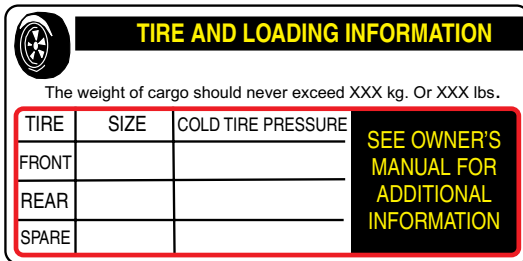 TIRE AND LOADING INFORMATION
The weight of cargo should never exceed XXX kg. Or XXX lbs.
TIRE SIZE COLD TIRE PRESSURE
FRONT
REAR
SPARE
SEE OWNER'S
MANUAL FOR
ADDITIONAL
INFORMATION